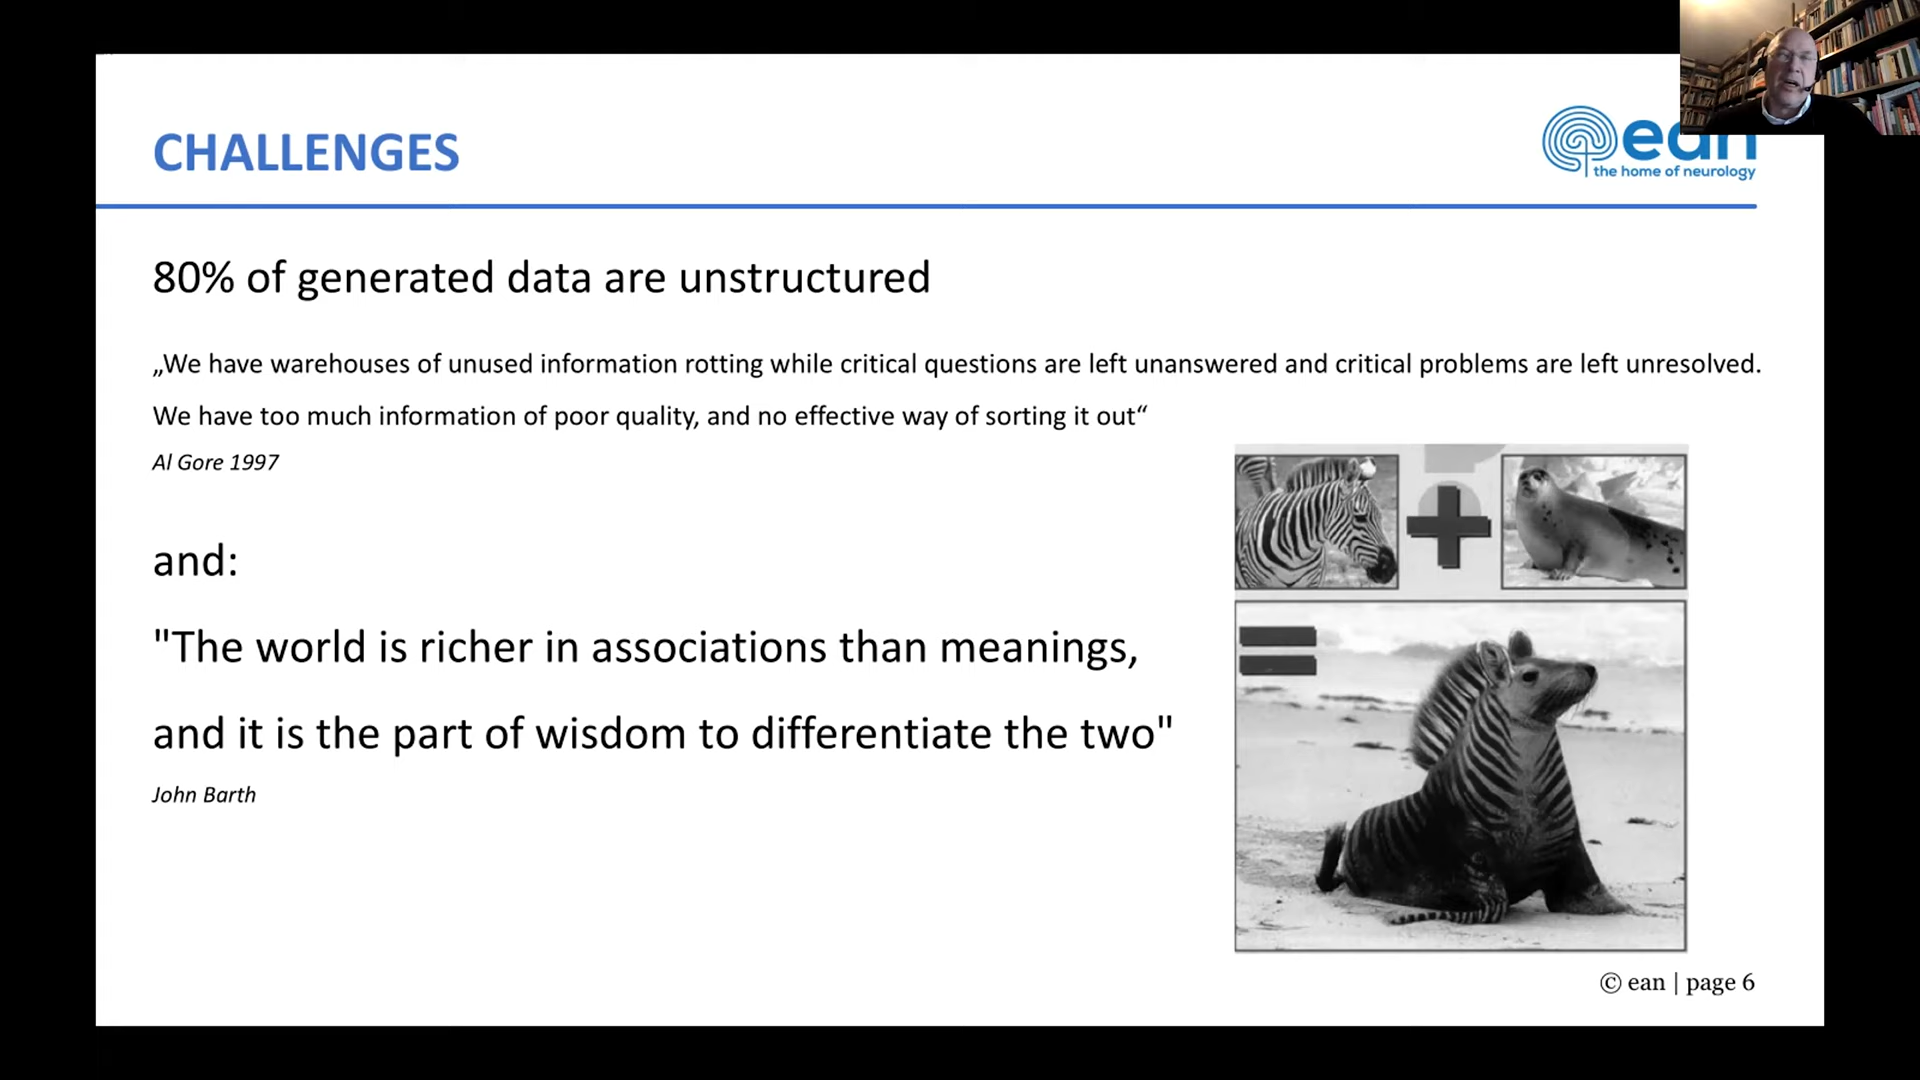 CHALLENGES
ean
the home of neurology
80% of generated data are unstructured
„We have warehouses of unused information rotting while critical questions are left unanswered and critical problems are left unresolved.
We have too much information of poor quality, and no effective way of sorting it out“
Al Gore 1997
and:
"The world is richer in associations than meanings,
and it is the part of wisdom to differentiate the two"
John Barth
© ean | page 6